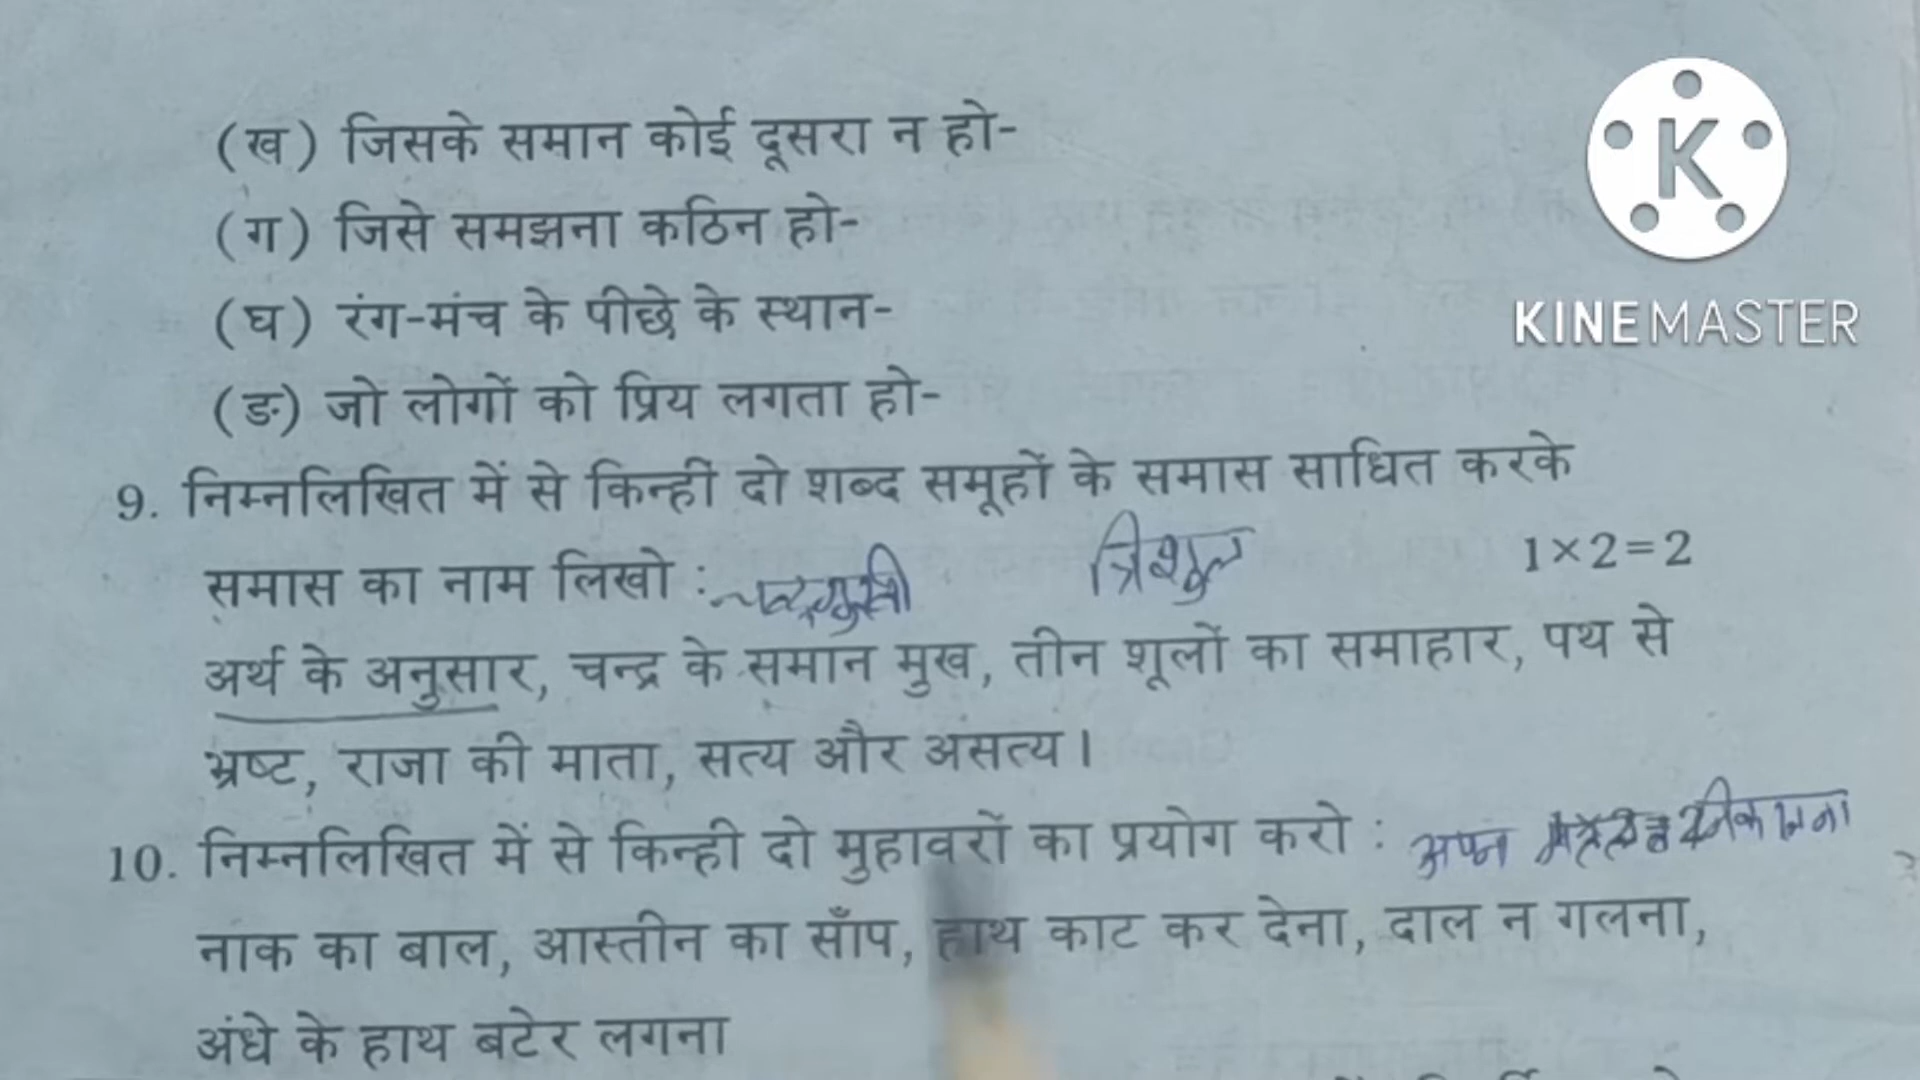 (ख) जिसके समान कोई दूसरा न हो-
(ग) जिसे समझना कठिन हो-
(घ) रंग-मंच के पीछे के स्थान-
(ङ) जो लोगों को प्रिय लगता हो-
K
KINEMASTER
9. निम्नलिखित में से किन्हीं दो शब्द समूहों के समास साधित करके
समास का नाम लिखो :
त्रिशुल
1×2=2
अर्थ के अनुसार, चन्द्र के समान मुख, तीन शूलों का समाहार, पथ से
भ्रष्ट, राजा की माता, सत्य और असत्य।
10. निम्नलिखित में से किन्हीं दो मुहावरों का प्रयोग करो :
नाक का बाल, आस्तीन का साँप, हाथ काट कर देना, दाल न गलना,
अंधे के हाथ बटेर लगना